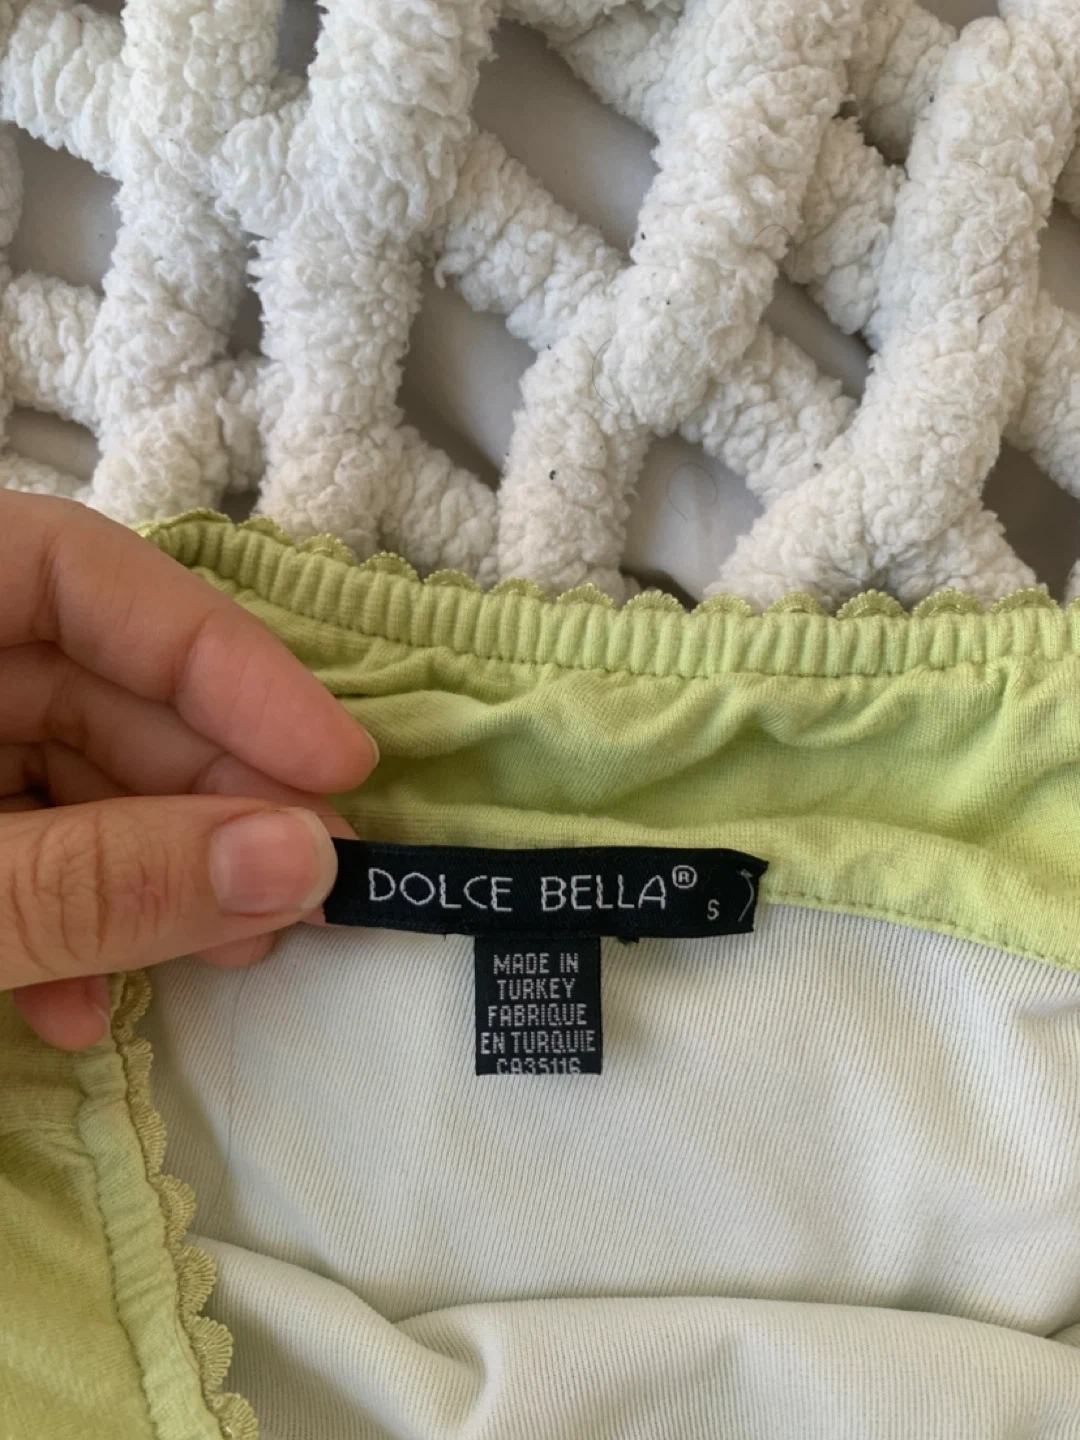 DOLCE BELLA®
S
MADE IN
TURKEY
FABRIQUE
EN TURQUIE
CA35116